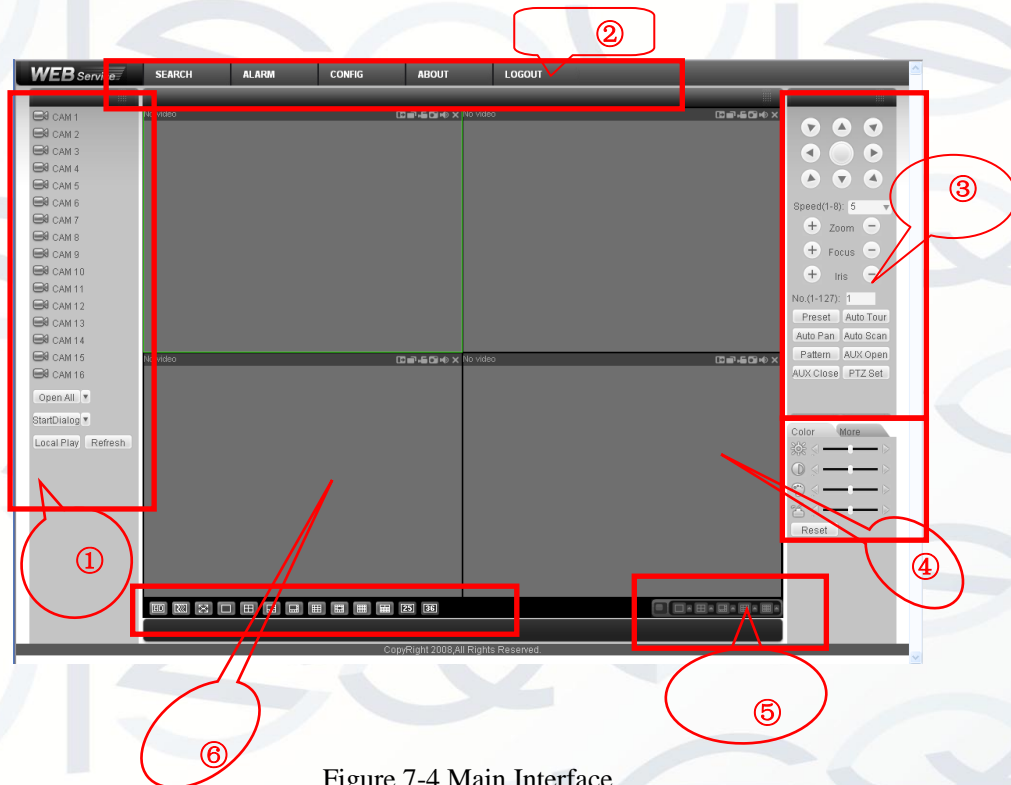 ②
WEB Service
SEARCH ALARM CONFIG ABOUT LOGOUT
CAM 1
CAM 2
CAM 3
CAM 4
CAM 5
CAM 6
CAM 7
CAM 8
CAM 9
CAM 10
CAM 11
CAM 12
CAM 13
CAM 14
CAM 15
CAM 16
Open All
StartDialog
Local Play Refresh
①
No video
No video
No video
No video
25 36
③
Speed(1-8): 5
+ Zoom −
+ Focus −
+ Iris −
No.(1-127): 1
Preset Auto Tour
Auto Pan Auto Scan
Pattern AUX Open
AUX Close PTZ Set
Color More
Reset
④
⑤
⑥
CopyRight 2008,All Rights Reserved.
Figure 7-4 Main Interface